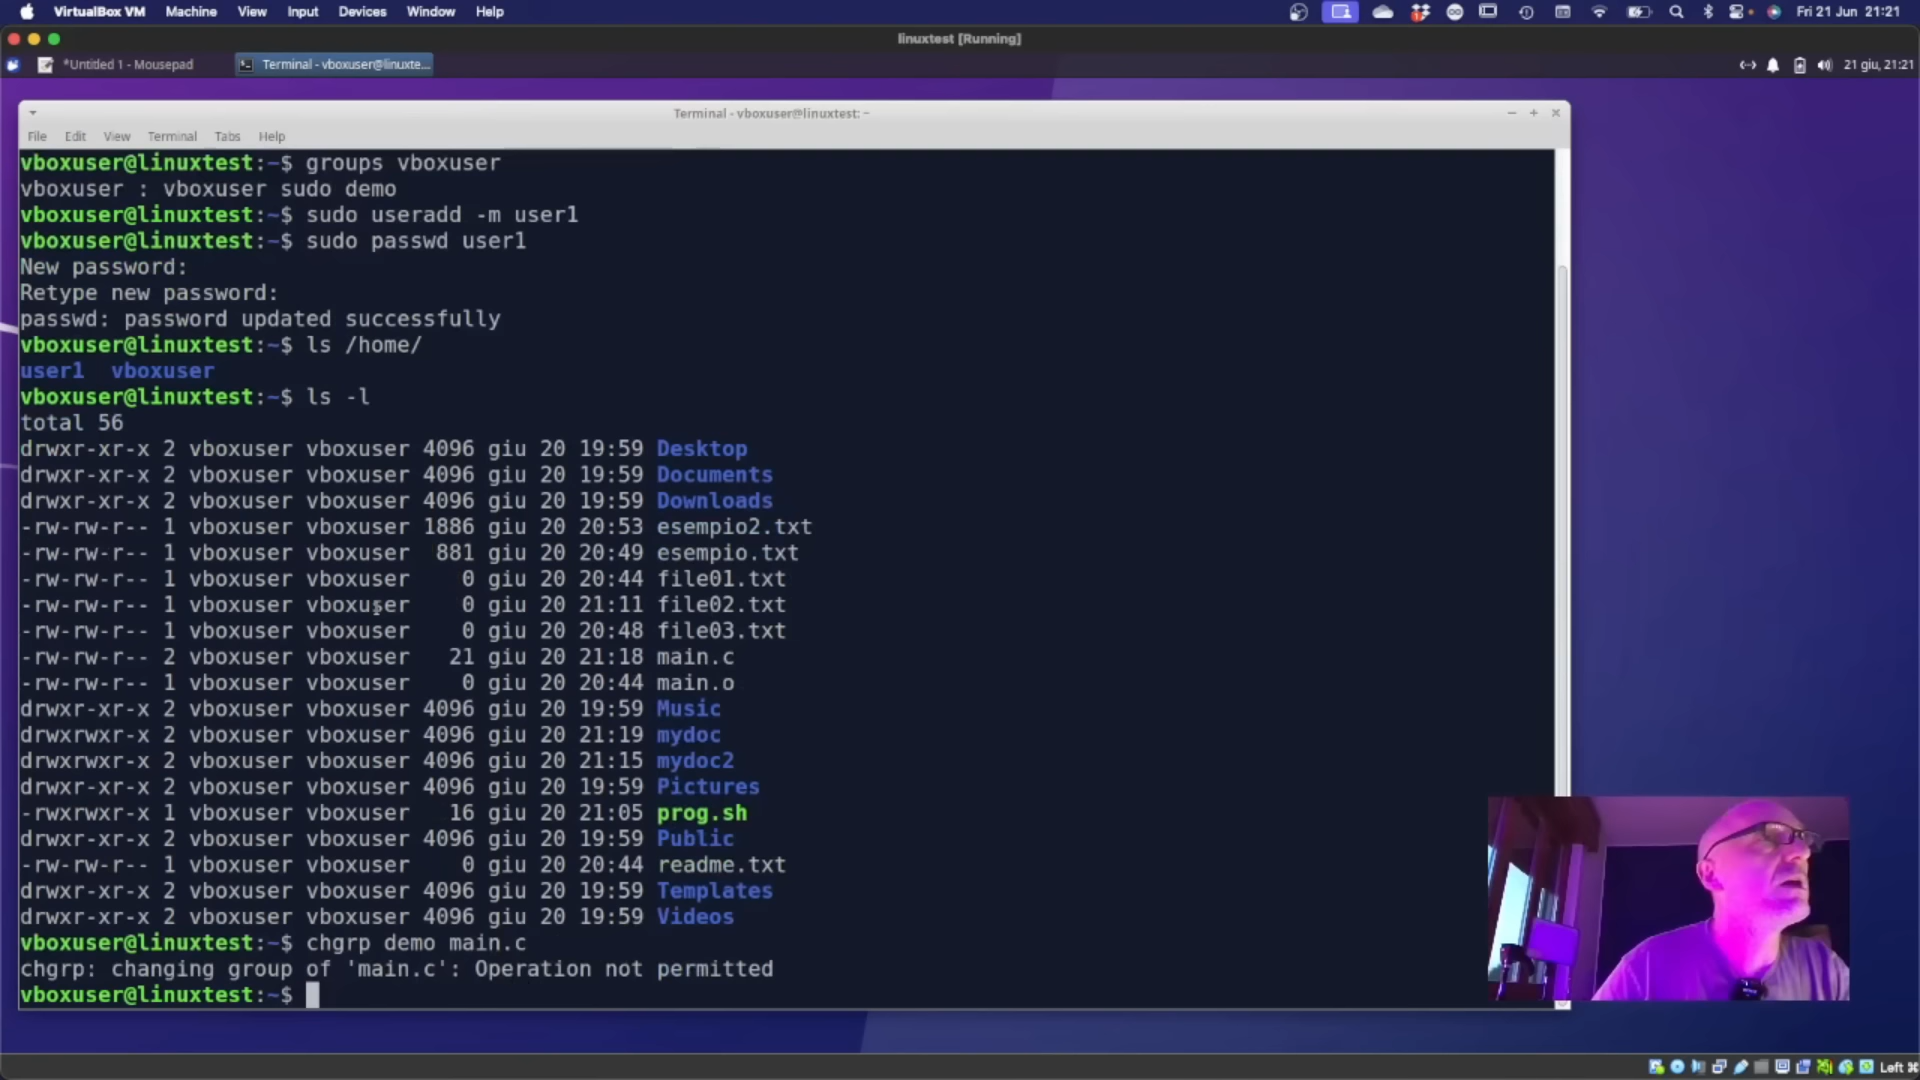 VirtualBox VM Machine View Input Devices Window Help Fri 21 Jun 21:21
linuxtest [Running]
*Untitled 1 - Mousepad Terminal - vboxuser@linuxte... 21 giu, 21:21
Terminal - vboxuser@linuxtest: ~
File Edit View Terminal Tabs Help
vboxuser@linuxtest:~$ groups vboxuser
vboxuser : vboxuser sudo demo
vboxuser@linuxtest:~$ sudo useradd -m user1
vboxuser@linuxtest:~$ sudo passwd user1
New password:
Retype new password:
passwd: password updated successfully
vboxuser@linuxtest:~$ ls /home/
user1 vboxuser
vboxuser@linuxtest:~$ ls -l
total 56
drwxr-xr-x 2 vboxuser vboxuser 4096 giu 20 19:59 Desktop
drwxr-xr-x 2 vboxuser vboxuser 4096 giu 20 19:59 Documents
drwxr-xr-x 2 vboxuser vboxuser 4096 giu 20 19:59 Downloads
-rw-rw-r-- 1 vboxuser vboxuser 1886 giu 20 20:53 esempio2.txt
-rw-rw-r-- 1 vboxuser vboxuser 881 giu 20 20:49 esempio.txt
-rw-rw-r-- 1 vboxuser vboxuser 0 giu 20 20:44 file01.txt
-rw-rw-r-- 1 vboxuser vboxuser 0 giu 20 21:11 file02.txt
-rw-rw-r-- 1 vboxuser vboxuser 0 giu 20 20:48 file03.txt
-rw-rw-r-- 2 vboxuser vboxuser 21 giu 20 21:18 main.c
-rw-rw-r-- 1 vboxuser vboxuser 0 giu 20 20:44 main.o
drwxr-xr-x 2 vboxuser vboxuser 4096 giu 20 19:59 Music
drwxrwxr-x 2 vboxuser vboxuser 4096 giu 20 21:19 mydoc
drwxrwxr-x 2 vboxuser vboxuser 4096 giu 20 21:15 mydoc2
drwxr-xr-x 2 vboxuser vboxuser 4096 giu 20 19:59 Pictures
-rwxrwxr-x 1 vboxuser vboxuser 16 giu 20 21:05 prog.sh
drwxr-xr-x 2 vboxuser vboxuser 4096 giu 20 19:59 Public
-rw-rw-r-- 1 vboxuser vboxuser 0 giu 20 20:44 readme.txt
drwxr-xr-x 2 vboxuser vboxuser 4096 giu 20 19:59 Templates
drwxr-xr-x 2 vboxuser vboxuser 4096 giu 20 19:59 Videos
vboxuser@linuxtest:~$ chgrp demo main.c
chgrp: changing group of 'main.c': Operation not permitted
vboxuser@linuxtest:~$
Left ⌘